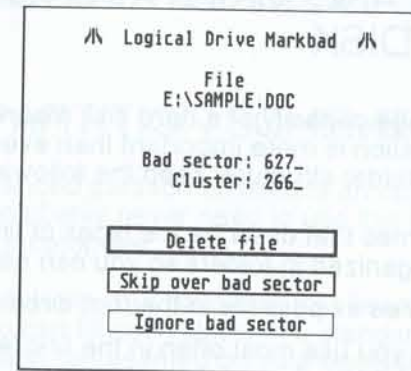 Logical Drive Markbad
File
E:\SAMPLE.DOC
Bad sector: 627_
Cluster: 266_
Delete file
Skip over bad sector
Ignore bad sector